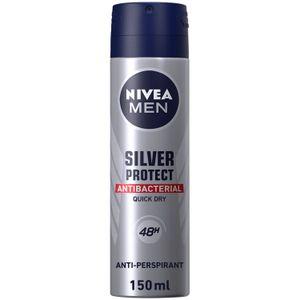 NIVEA
MEN
SILVER
PROTECT
ANTIBACTERIAL
QUICK DRY
48H
ANTI-PERSPIRANT
150ml